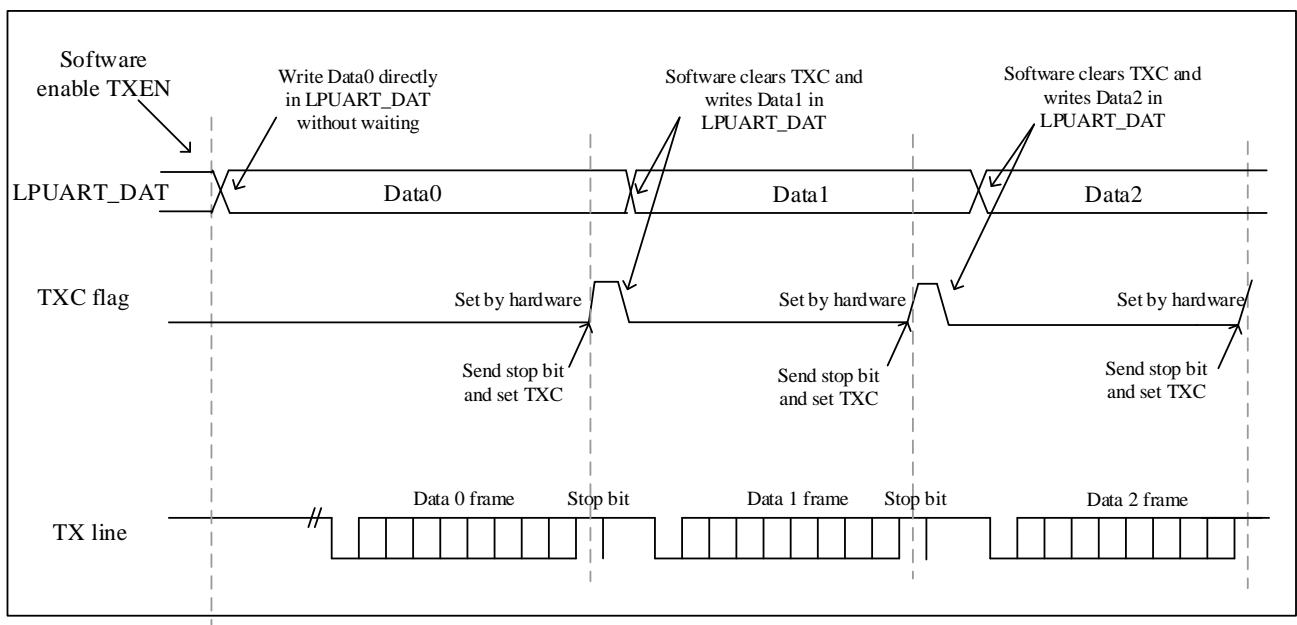 Software
enable TXEN
Write Data0 directly
in LPUART_DAT
without waiting
Software clears TXC and
writes Data1 in
LPUART_DAT
Software clears TXC and
writes Data2 in
LPUART_DAT
LPUART_DAT
Data0
Data1
Data2
TXC flag
Set by hardware
Set by hardware
Set by hardware
Send stop bit
and set TXC
Send stop bit
and set TXC
Send stop bit
and set TXC
Data 0 frame
Stop bit
Data 1 frame
Stop bit
Data 2 frame
TX line